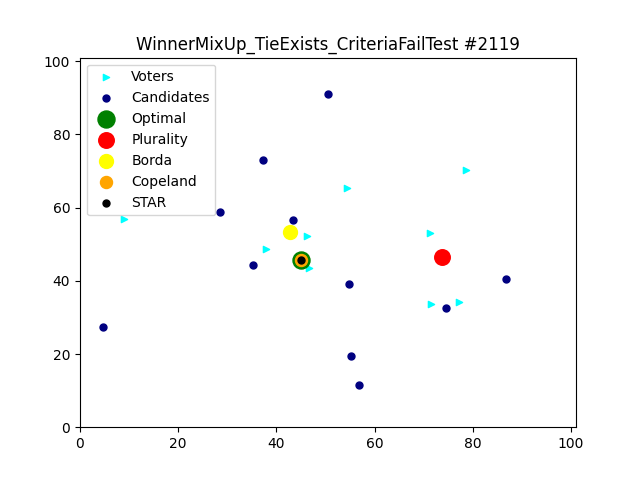 WinnerMixUp_TieExists_CriteriaFailTest #2119
100
80
60
40
20
0
Voters
Candidates
Optimal
Plurality
Borda
Copeland
STAR
0 20 40 60 80 100